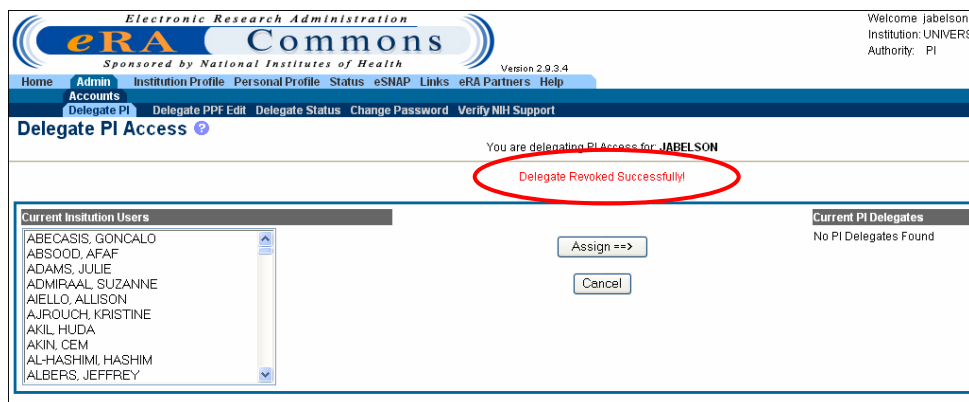 Electronic Research Administration
eRA Commons
Sponsored by National Institutes of Health
Version 2.9.3.4
Welcome jabelson
Institution: UNIVERS
Authority: PI
Home Admin Institution Profile Personal Profile Status eSNAP Links eRA Partners Help
Accounts
Delegate PI Delegate PPF Edit Delegate Status Change Password Verify NIH Support
Delegate PI Access ?
You are delegating PI Access for: JABELSON
Delegate Revoked Successfully!
Current Insitution Users
ABECASIS, GONCALO
ABSOOD, AFAF
ADAMS, JULIE
ADMIRAAL, SUZANNE
AIELLO, ALLISON
AJROUCH, KRISTINE
AKIL, HUDA
AKIN, CEM
AL-HASHIMI, HASHIM
ALBERS, JEFFREY
Assign ==>
Cancel
Current PI Delegates
No PI Delegates Found